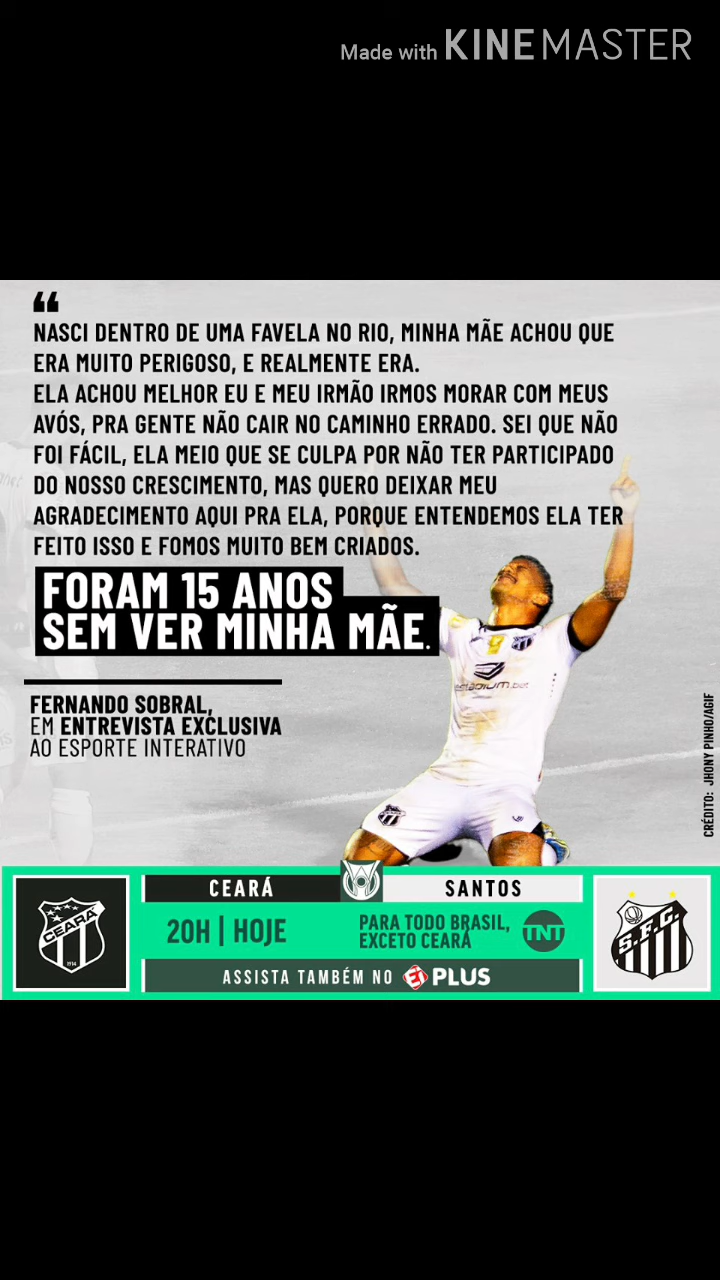 Made with KINEMASTER
“
NASCI DENTRO DE UMA FAVELA NO RIO, MINHA MÃE ACHOU QUE
ERA MUITO PERIGOSO, E REALMENTE ERA.
ELA ACHOU MELHOR EU E MEU IRMÃO IRMOS MORAR COM MEUS
AVÓS, PRA GENTE NÃO CAIR NO CAMINHO ERRADO. SEI QUE NÃO
FOI FÁCIL, ELA MEIO QUE SE CULPA POR NÃO TER PARTICIPADO
DO NOSSO CRESCIMENTO, MAS QUERO DEIXAR MEU
AGRADECIMENTO AQUI PRA ELA, PORQUE ENTENDEMOS ELA TER
FEITO ISSO E FOMOS MUITO BEM CRIADOS.
FORAM 15 ANOS
SEM VER MINHA MÃE.
FERNANDO SOBRAL,
EM ENTREVISTA EXCLUSIVA
AO ESPORTE INTERATIVO
CRÉDITO: JHONY PINHO/AGIF
CEARÁ
SANTOS
CEARÁ
1914
20H | HOJE
PARA TODO BRASIL,
EXCETO CEARÁ
TNT
S.F.C.
ASSISTA TAMBÉM NO EI PLUS